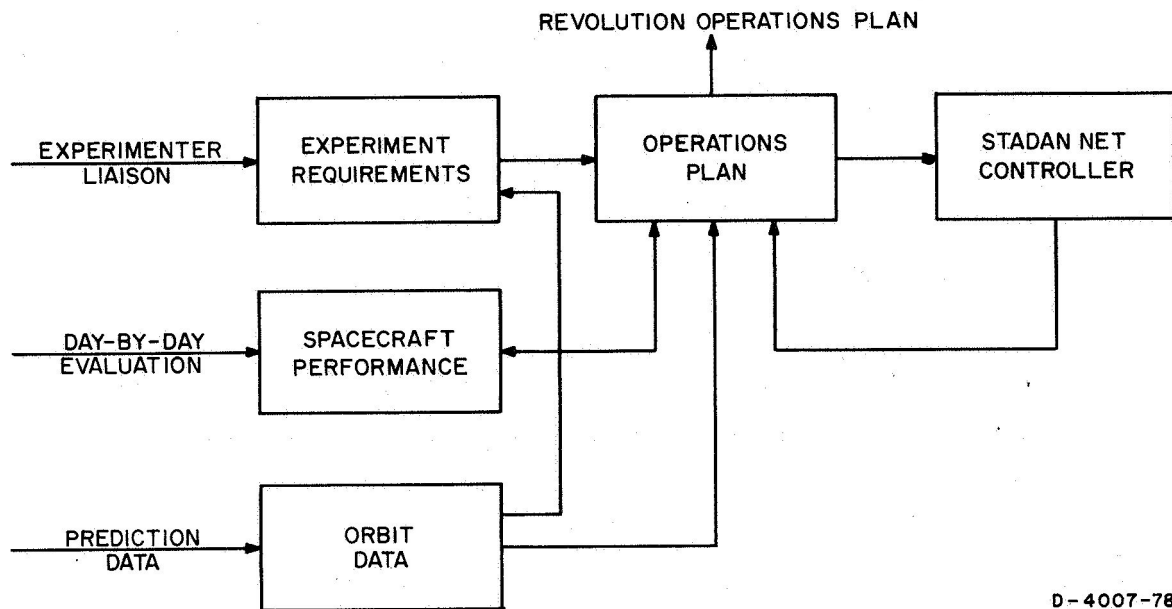 REVOLUTION OPERATIONS PLAN
EXPERIMENTER
LIAISON
EXPERIMENT
REQUIREMENTS
OPERATIONS
PLAN
STADAN NET
CONTROLLER
DAY-BY-DAY
EVALUATION
SPACECRAFT
PERFORMANCE
PREDICTION
DATA
ORBIT
DATA
D-4007-78